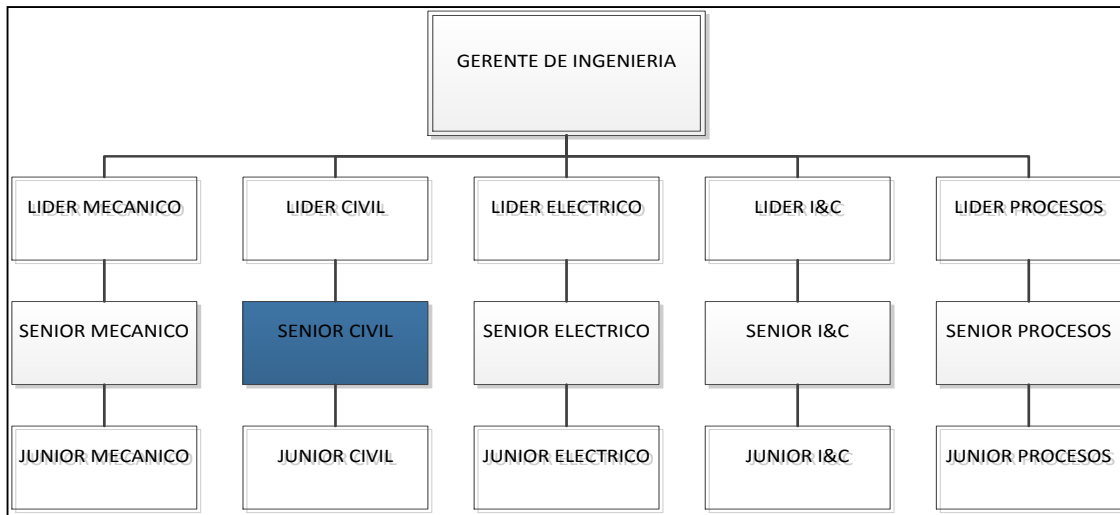 GERENTE DE INGENIERIA
LIDER MECANICO
LIDER CIVIL
LIDER ELECTRICO
LIDER I&C
LIDER PROCESOS
SENIOR MECANICO
SENIOR CIVIL
SENIOR ELECTRICO
SENIOR I&C
SENIOR PROCESOS
JUNIOR MECANICO
JUNIOR CIVIL
JUNIOR ELECTRICO
JUNIOR I&C
JUNIOR PROCESOS